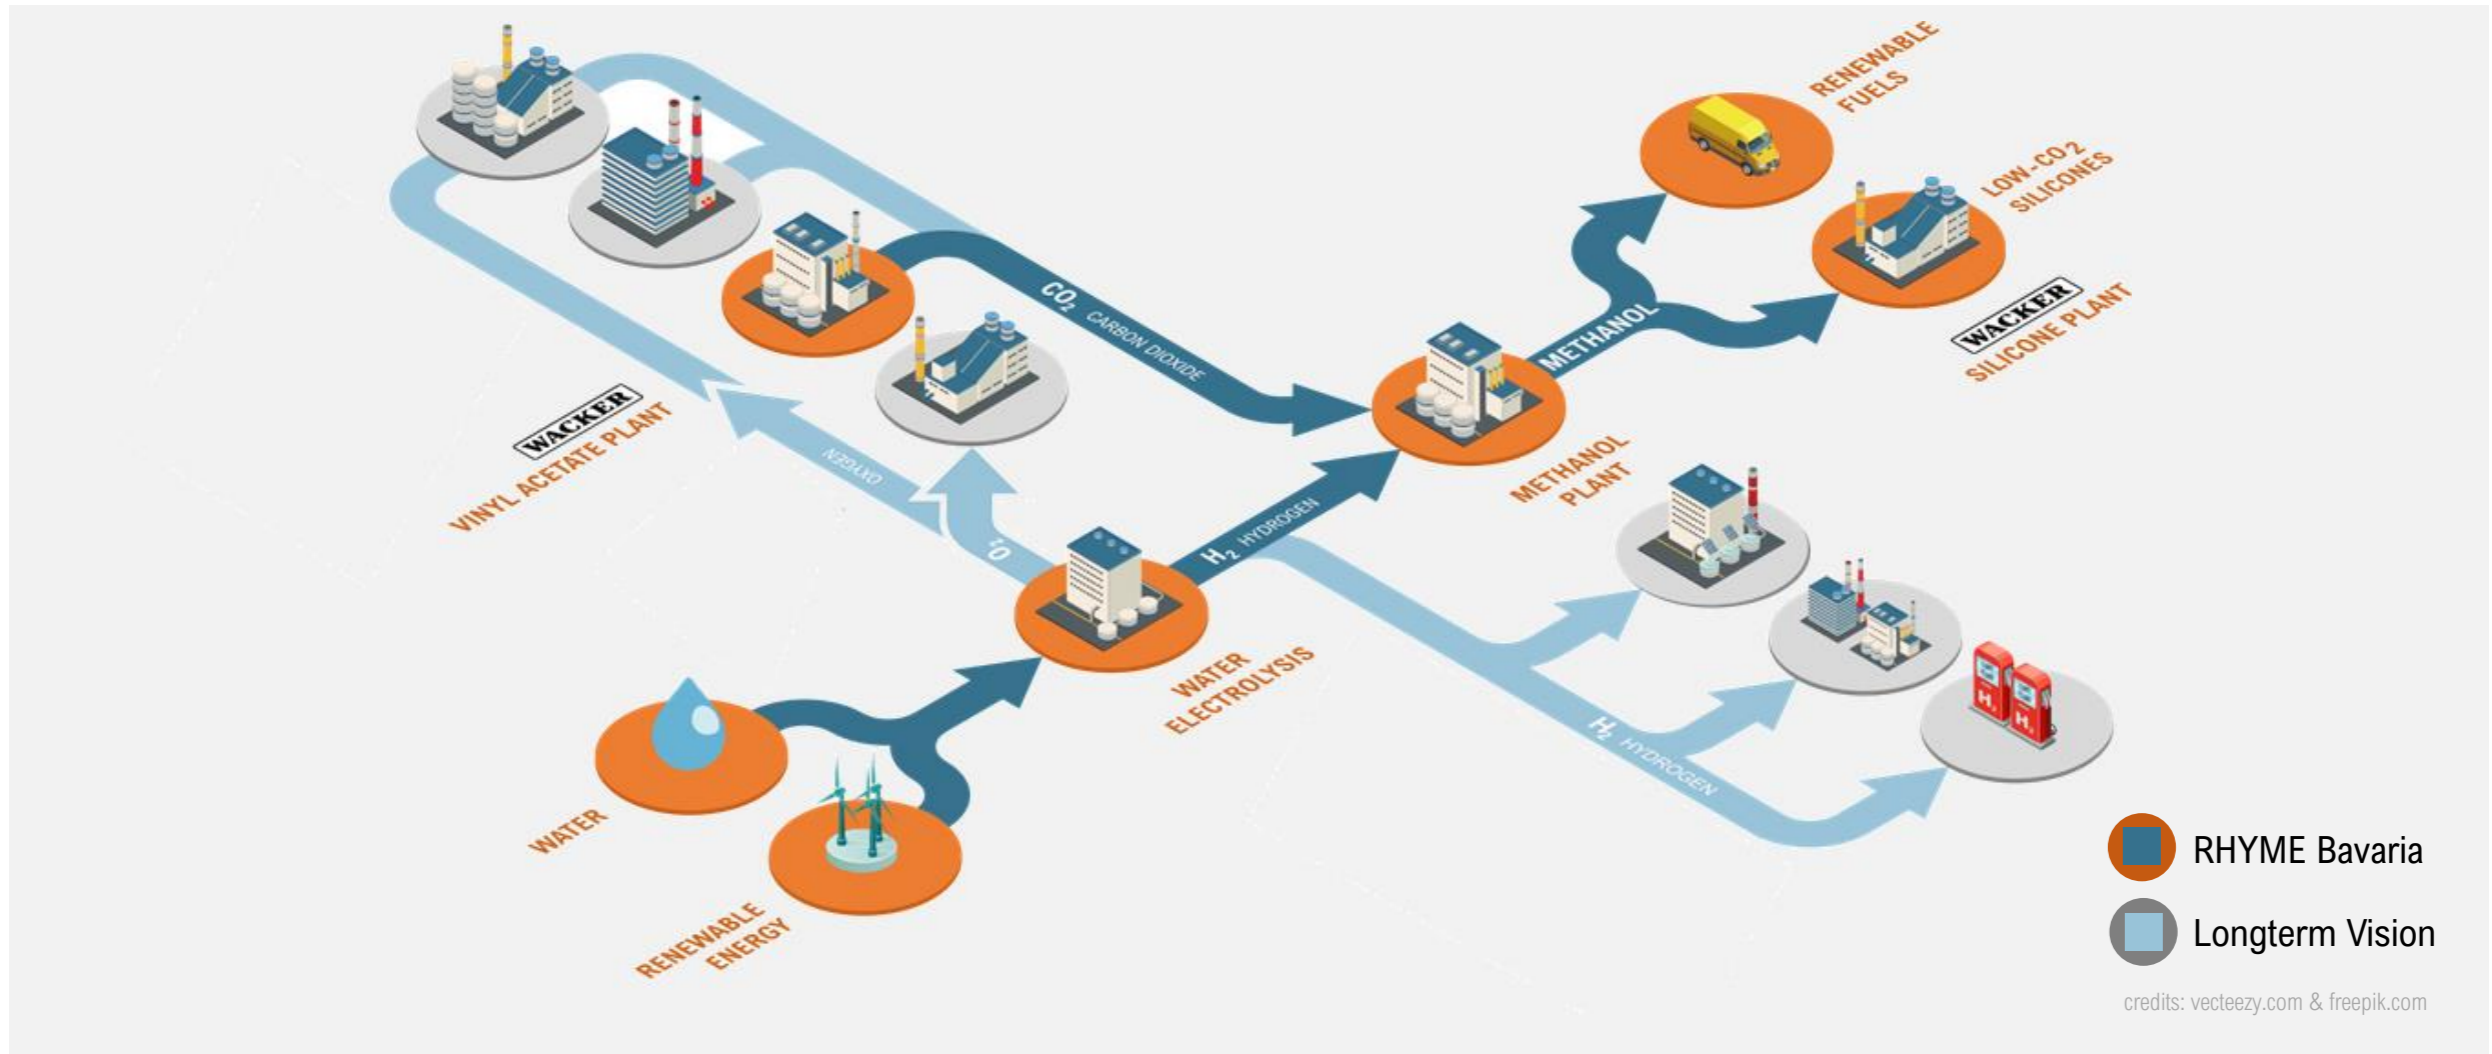 RENEWABLE
FUELS
LOW-CO₂
SILICONES
WACKER
SILICONE PLANT
CO₂ CARBON DIOXIDE
METHANOL
METHANOL
PLANT
WACKER
VINYL ACETATE PLANT
OXYGEN
O₂
H₂ HYDROGEN
WATER
ELECTROLYSIS
H₂ HYDROGEN
H₂
H₂
WATER
RENEWABLE
ENERGY
RHYME Bavaria
Longterm Vision
credits: vecteezy.com & freepik.com